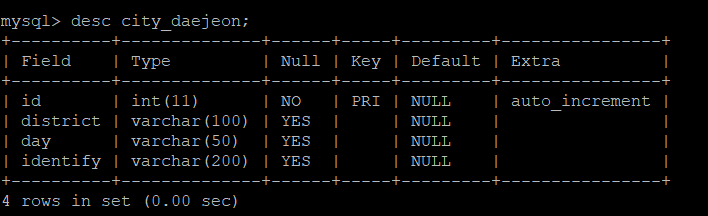 mysql> desc city_daejeon;
+----------+--------------+------+-----+---------+----------------+
| Field    | Type         | Null | Key | Default | Extra          |
+----------+--------------+------+-----+---------+----------------+
| id       | int(11)      | NO   | PRI | NULL    | auto_increment |
| district | varchar(100) | YES  |     | NULL    |                |
| day      | varchar(50)  | YES  |     | NULL    |                |
| identify | varchar(200) | YES  |     | NULL    |                |
+----------+--------------+------+-----+---------+----------------+
4 rows in set (0.00 sec)